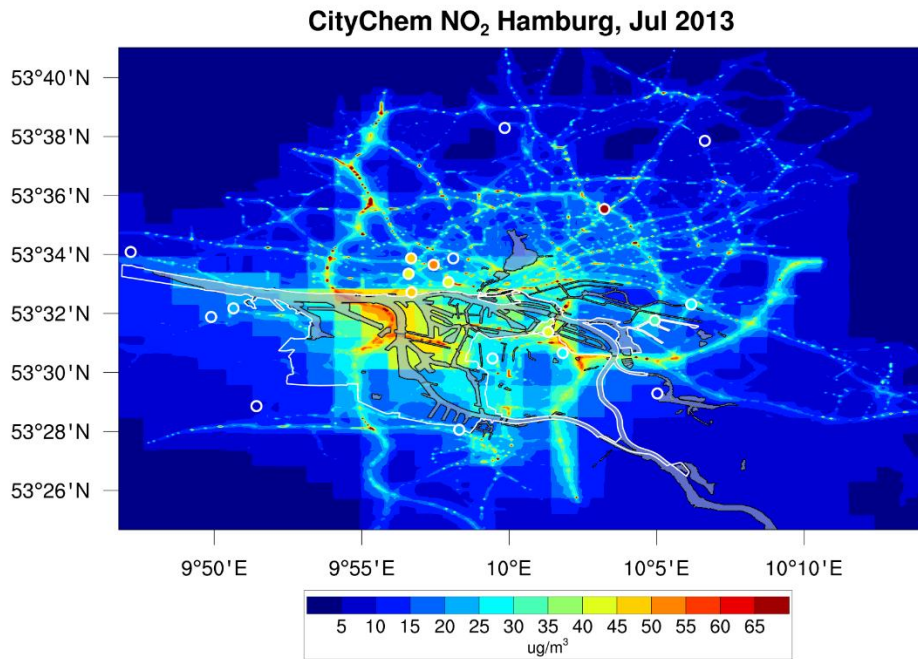 CityChem NO₂ Hamburg, Jul 2013
53°40'N
53°38'N
53°36'N
53°34'N
53°32'N
53°30'N
53°28'N
53°26'N
9°50'E 9°55'E 10°E 10°5'E 10°10'E
5 10 15 20 25 30 35 40 45 50 55 60 65
ug/m³